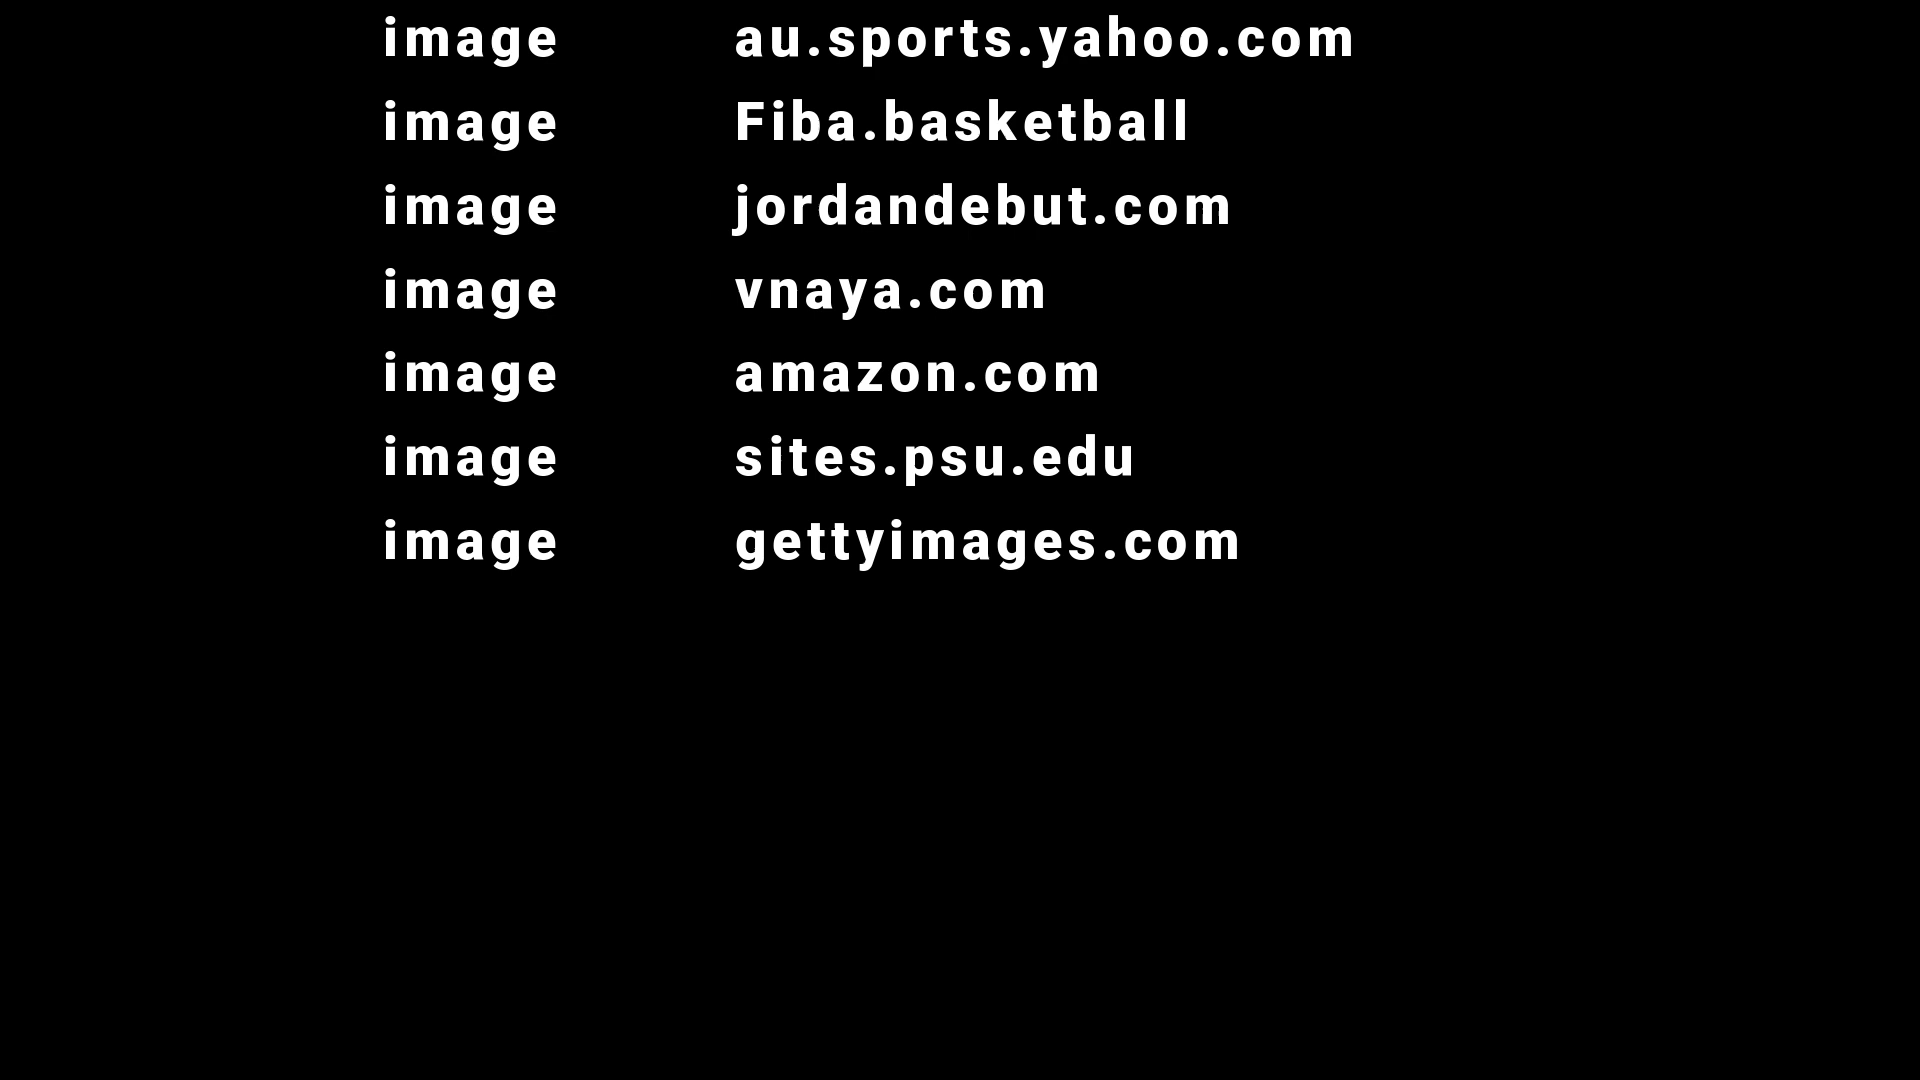 image au.sports.yahoo.com
image Fiba.basketball
image jordandebut.com
image vnaya.com
image amazon.com
image sites.psu.edu
image gettyimages.com